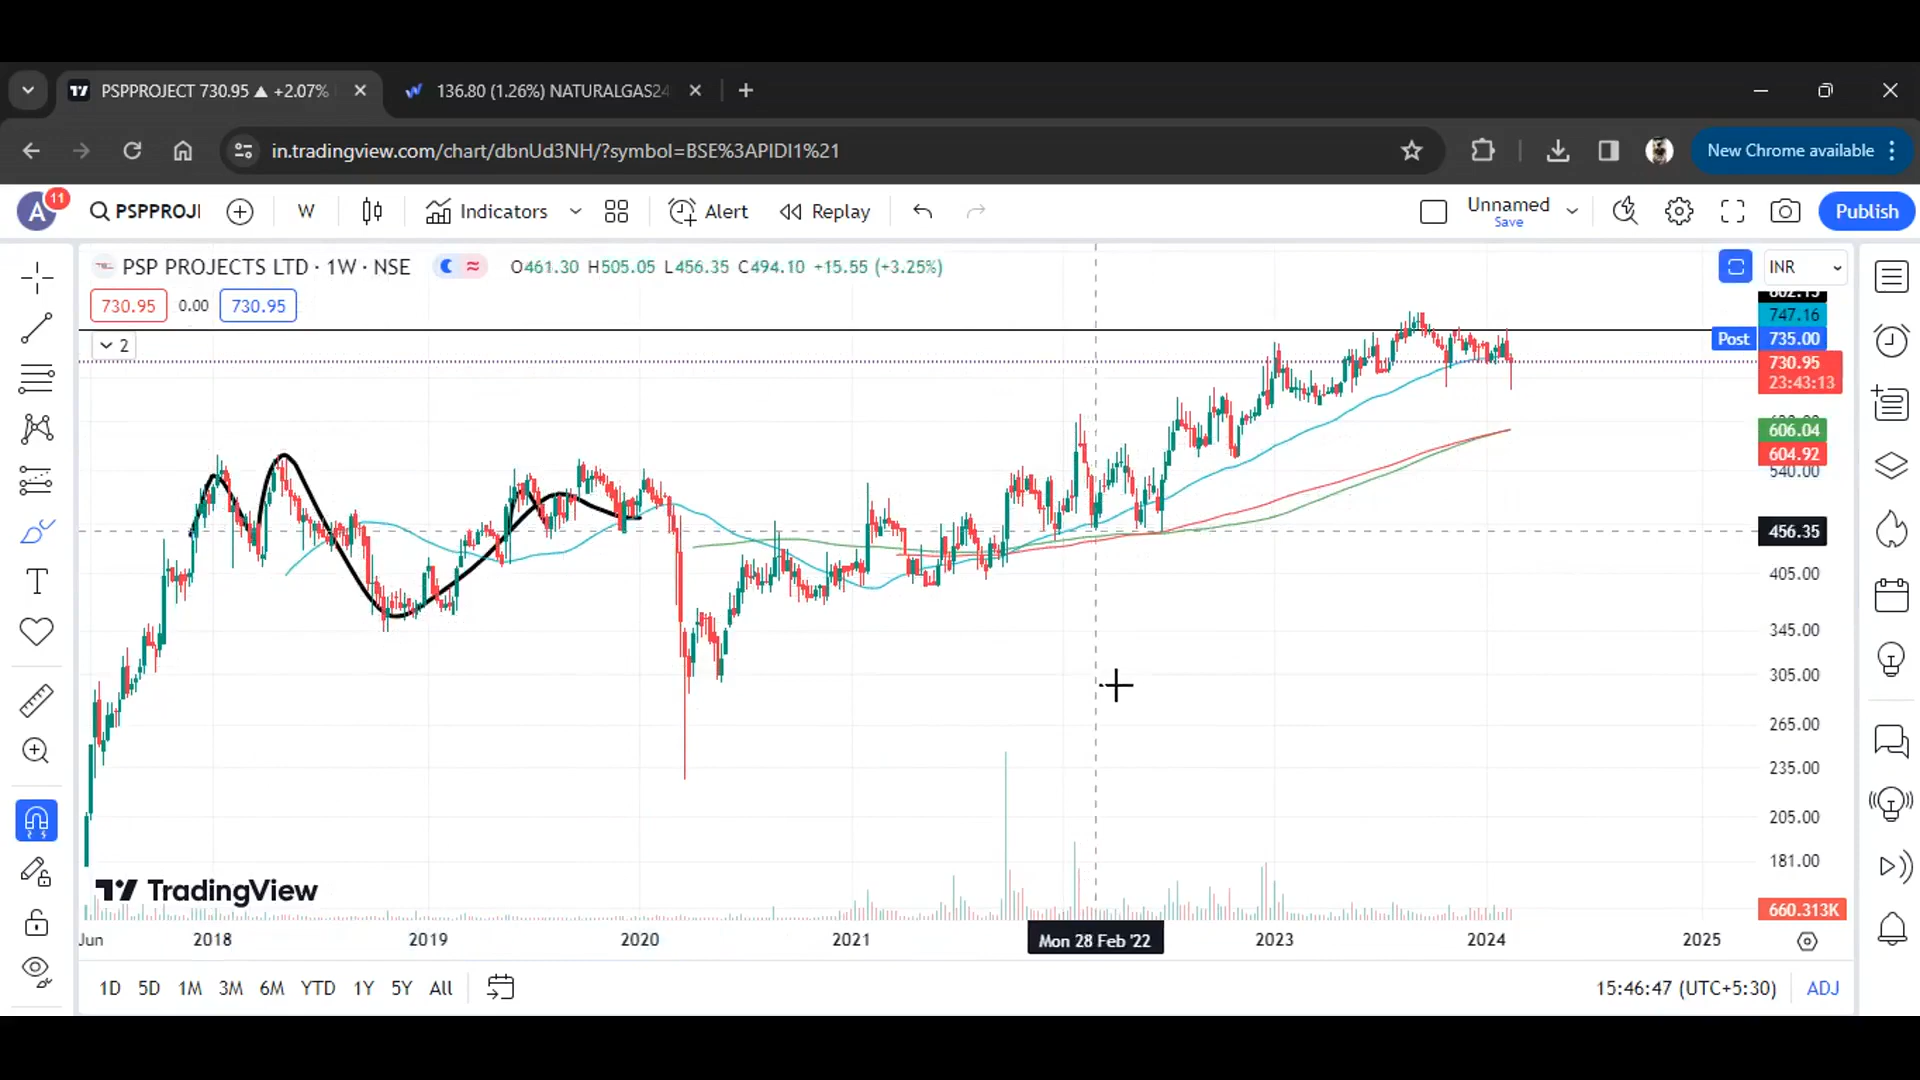 PSPPROJECT 730.95 ▲ +2.07%
136.80 (1.26%) NATURALGAS24
in.tradingview.com/chart/dbnUd3NH/?symbol=BSE%3APIDI1%21
New Chrome available
A 11
PSPPROJI
W
Indicators
Alert
Replay
Unnamed
Save
Publish
PSP PROJECTS LTD · 1W · NSE
O461.30 H505.05 L456.35 C494.10 +15.55 (+3.25%)
INR
730.95 0.00 730.95
2
747.16
Post 735.00
730.95
23:43:13
606.04
604.92
540.00
456.35
405.00
345.00
305.00
265.00
235.00
205.00
181.00
660.313K
TradingView
Jun 2018 2019 2020 2021 Mon 28 Feb '22 2023 2024 2025
1D 5D 1M 3M 6M YTD 1Y 5Y All
15:46:47 (UTC+5:30) ADJ
T